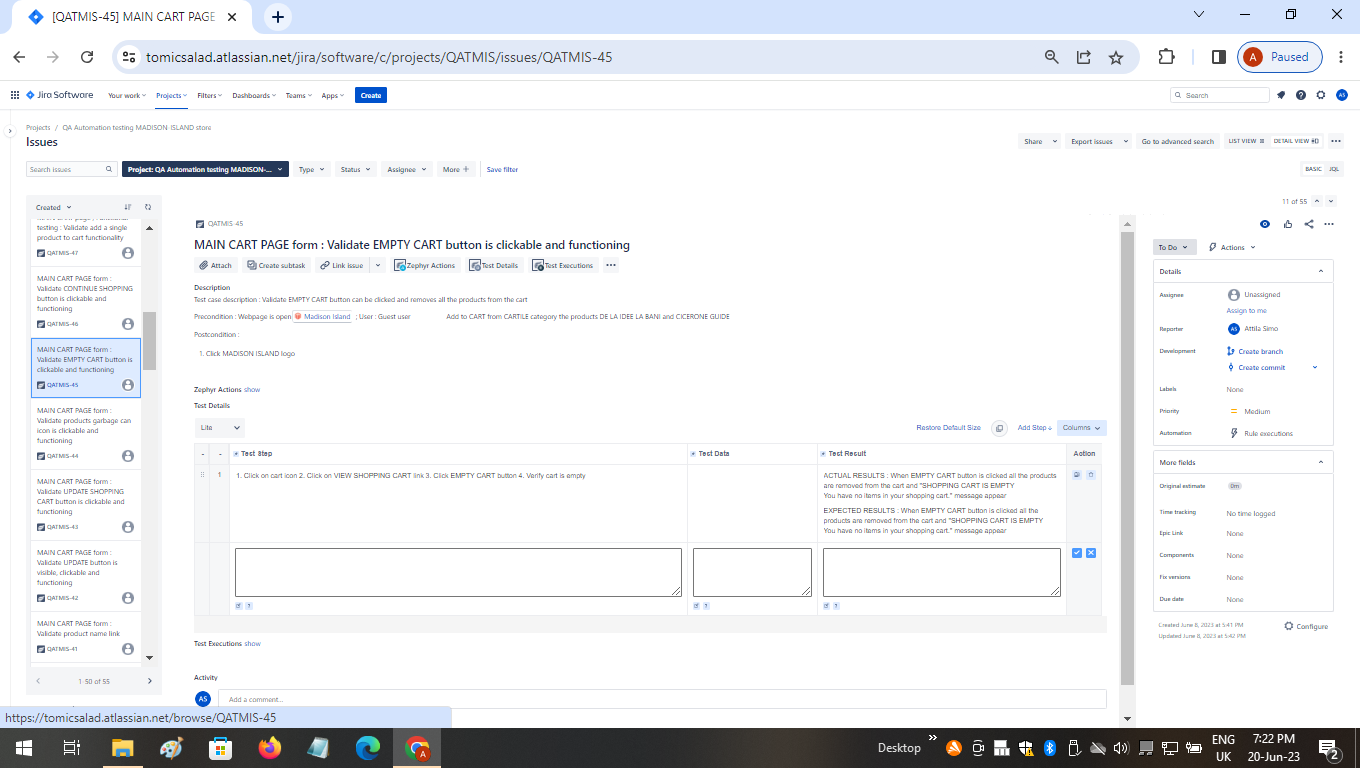 [QATMIS-45] MAIN CART PAGE
tomicsalad.atlassian.net/jira/software/c/projects/QATMIS/issues/QATMIS-45
A Paused
Jira Software Your work Projects Filters Dashboards Teams Apps Create Search AS
Projects / QA Automation testing MADISON ISLAND store
Issues
Share Export issues Go to advanced search LIST VIEW DETAIL VIEW
Search issues Project: QA Automation testing MADISON-... Type Status Assignee More + Save filter BASIC JQL
Created
11 of 55
testing : Validate add a single
product to cart functionality
QATMIS-47
MAIN CART PAGE form :
Validate CONTINUE SHOPPING
button is clickable and
functioning
QATMIS-46
MAIN CART PAGE form :
Validate EMPTY CART button is
clickable and functioning
QATMIS-45
MAIN CART PAGE form :
Validate products garbage can
icon is clickable and
functioning
QATMIS-44
MAIN CART PAGE form :
Validate UPDATE SHOPPING
CART button is clickable and
functioning
QATMIS-43
MAIN CART PAGE form :
Validate UPDATE button is
visible, clickable and
functioning
QATMIS-42
MAIN CART PAGE form :
Validate product name link
QATMIS-41
1-50 of 55
QATMIS-45
MAIN CART PAGE form : Validate EMPTY CART button is clickable and functioning
Attach Create subtask Link issue Zephyr Actions Test Details Test Executions
Description
Test case description : Validate EMPTY CART button can be clicked and removes all the products from the cart
Precondition : Webpage is open Madison Island ; User : Guest user Add to CART from CARTILE category the products DE LA IDEE LA BANI and CICERONE GUIDE
Postcondition :
1. Click MADISON ISLAND logo
Zephyr Actions show
Test Details
Lite Restore Default Size Add Step Columns
- - Test Step Test Data Test Result Action
1 1. Click on cart icon 2. Click on VIEW SHOPPING CART link 3. Click EMPTY CART button 4. Verify cart is empty
ACTUAL RESULTS : When EMPTY CART button is clicked all the products
are removed from the cart and "SHOPPING CART IS EMPTY
You have no items in your shopping cart." message appear
EXPECTED RESULTS : When EMPTY CART button is clicked all the
products are removed from the cart and "SHOPPING CART IS EMPTY
You have no items in your shopping cart." message appear
? ? ?
Test Executions show
Activity
AS Add a comment...
To Do Actions
Details
Assignee Unassigned
Assign to me
Reporter AS Attila Simo
Development Create branch
Create commit
Labels None
Priority Medium
Automation Rule executions
More fields
Original estimate 0m
Time tracking No time logged
Epic Link None
Components None
Fix versions None
Due date None
Created June 8, 2023 at 5:41 PM
Updated June 8, 2023 at 5:42 PM
Configure
https://tomicsalad.atlassian.net/browse/QATMIS-45
Desktop ENG 7:22 PM
UK 20-Jun-23 2